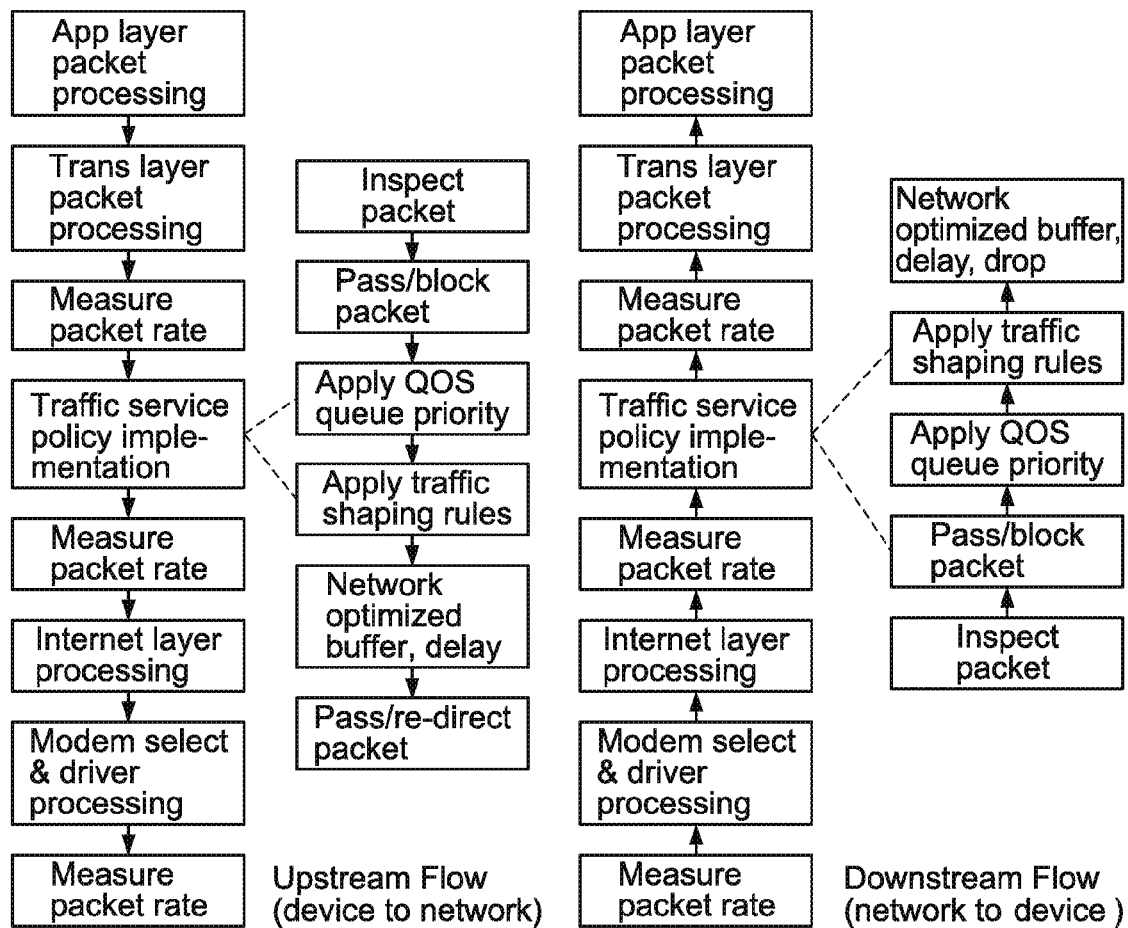 App layer
packet
processing
Trans layer
packet
processing
Measure
packet rate
Traffic service
policy imple-
mentation
Measure
packet rate
Internet layer
processing
Modem select
& driver
processing
Measure
packet rate
Inspect
packet
Pass/block
packet
Apply QOS
queue priority
Apply traffic
shaping rules
Network
optimized
buffer, delay
Pass/re-direct
packet
Upstream Flow
(device to network)
App layer
packet
processing
Trans layer
packet
processing
Measure
packet rate
Traffic service
policy imple-
mentation
Measure
packet rate
Internet layer
processing
Modem select
& driver
processing
Measure
packet rate
Network
optimized buffer,
delay, drop
Apply traffic
shaping rules
Apply QOS
queue priority
Pass/block
packet
Inspect
packet
Downstream Flow
(network to device )